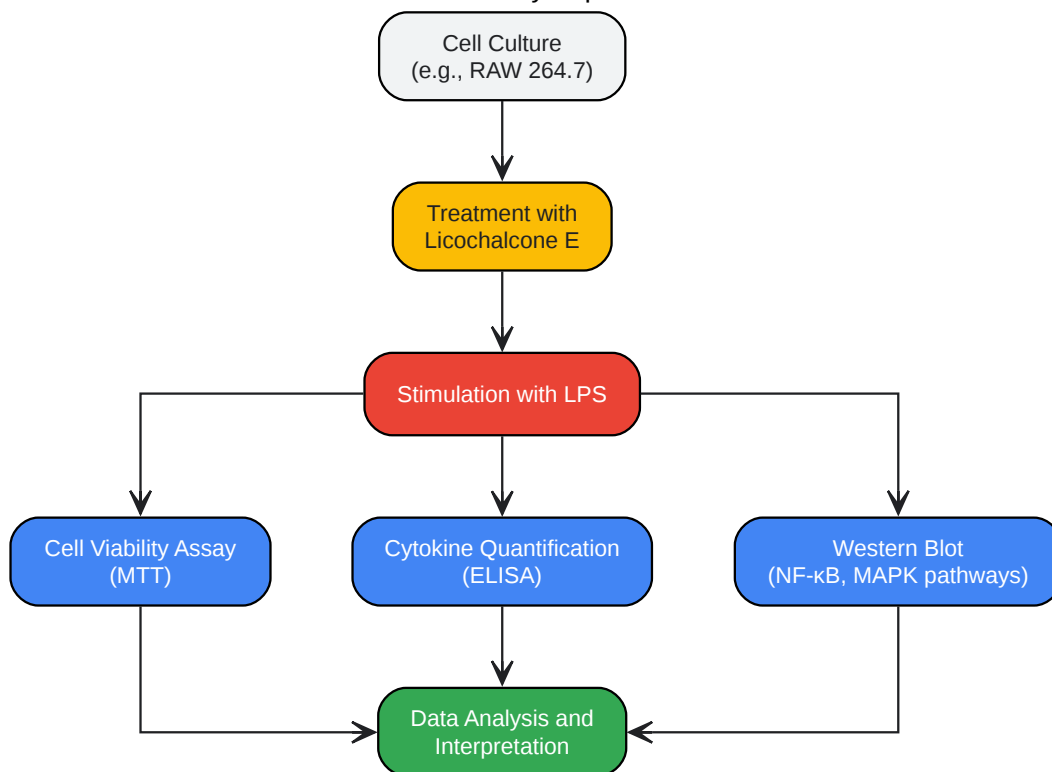 Cell Culture
(e.g., RAW 264.7)
Treatment with
Licochalcone E
Stimulation with LPS
Cell Viability Assay
(MTT)
Cytokine Quantification
(ELISA)
Western Blot
(NF-κB, MAPK pathways)
Data Analysis and
Interpretation